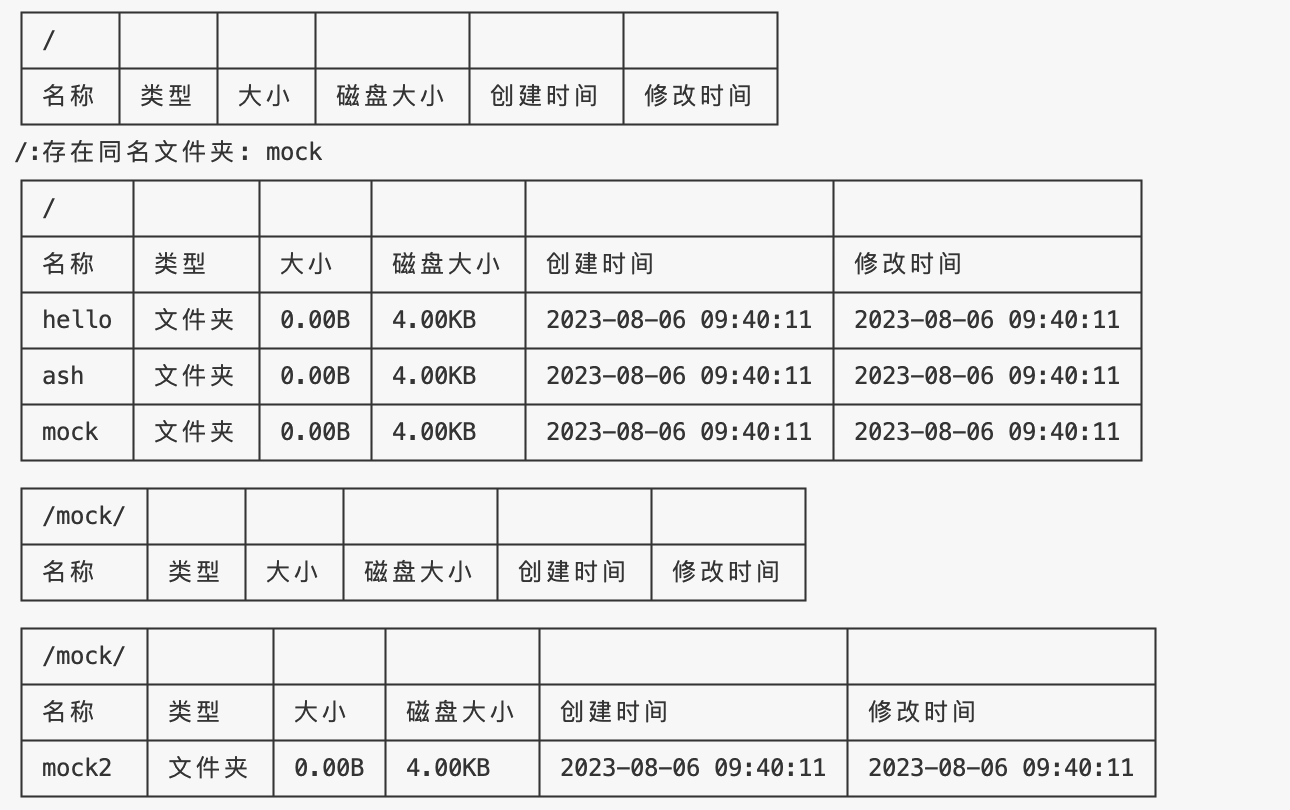 /
名称 类型 大小 磁盘大小 创建时间 修改时间
/:存在同名文件夹: mock
/
名称 类型 大小 磁盘大小 创建时间 修改时间
hello 文件夹 0.00B 4.00KB 2023-08-06 09:40:11 2023-08-06 09:40:11
ash 文件夹 0.00B 4.00KB 2023-08-06 09:40:11 2023-08-06 09:40:11
mock 文件夹 0.00B 4.00KB 2023-08-06 09:40:11 2023-08-06 09:40:11
/mock/
名称 类型 大小 磁盘大小 创建时间 修改时间
/mock/
名称 类型 大小 磁盘大小 创建时间 修改时间
mock2 文件夹 0.00B 4.00KB 2023-08-06 09:40:11 2023-08-06 09:40:11